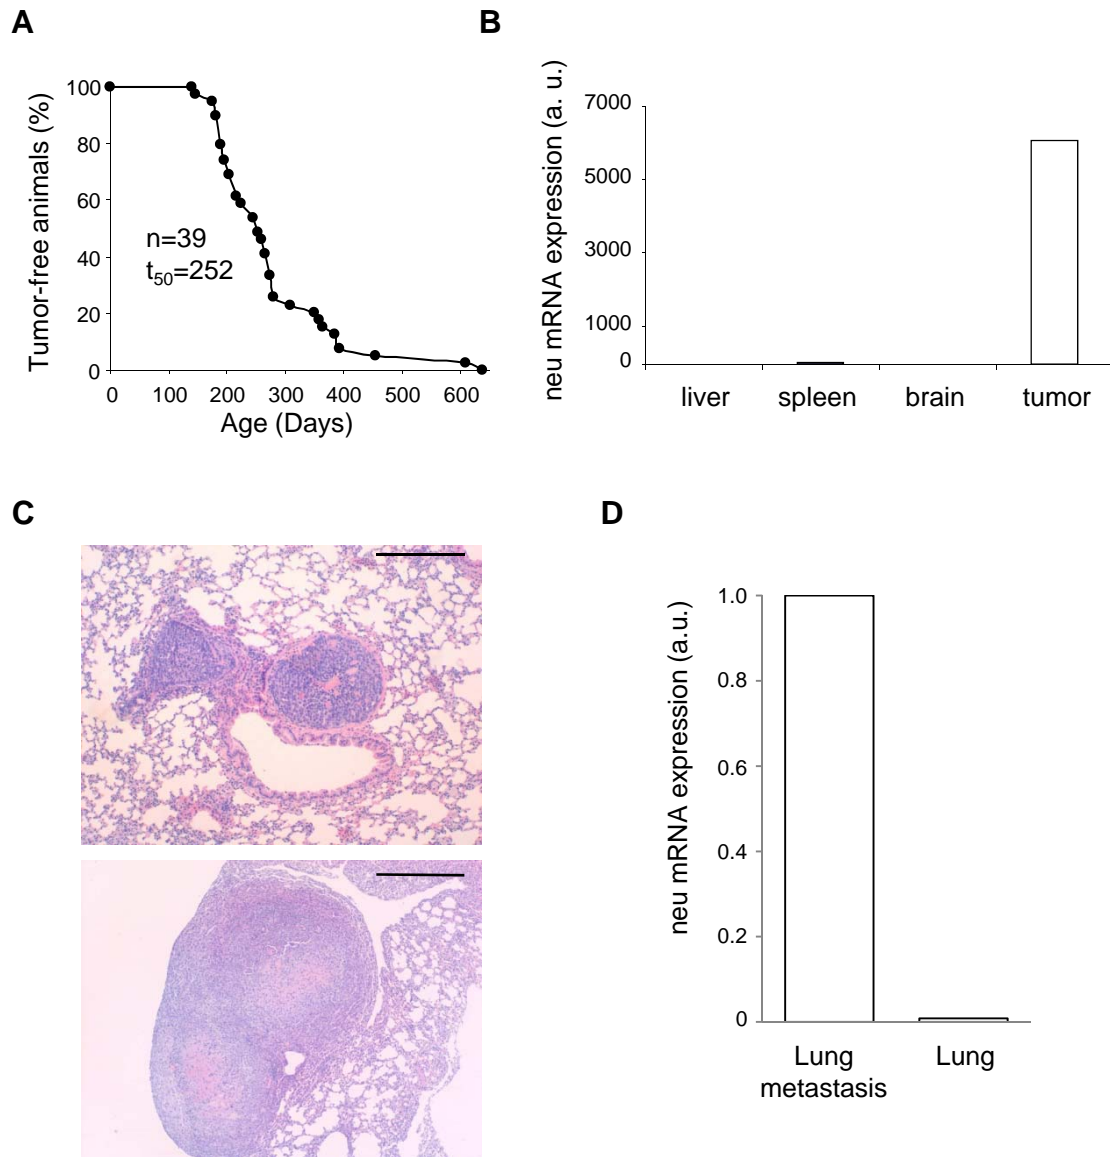 A
Tumor-free animals (%)
100
80
60
40
20
0
n=39
t50=252
0 100 200 300 400 500 600
Age (Days)
B
neu mRNA expression (a. u.)
7000
5000
3000
1000
0
liver spleen brain tumor
C
D
neu mRNA expression (a.u.)
1.0
0.8
0.6
0.4
0.2
0
Lung
metastasis
Lung